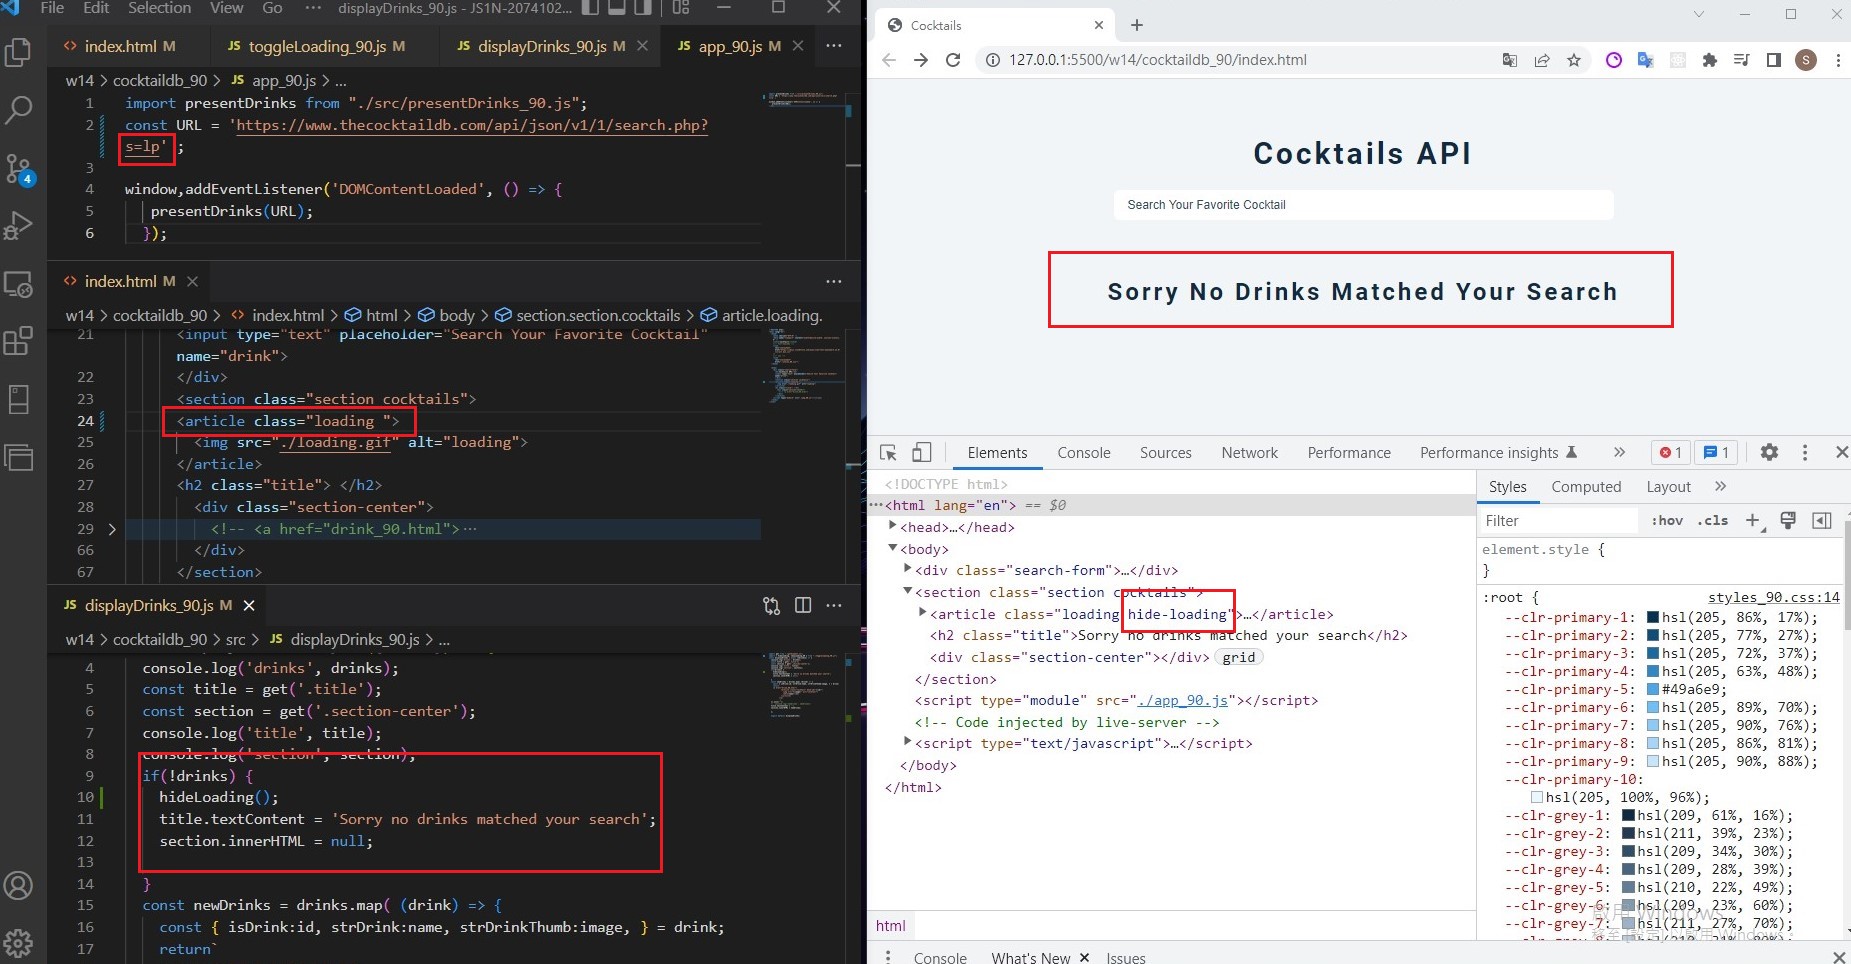 File Edit Selection View Go ··· displayDrinks_90.js - JS1N-2074102...
index.html M
toggleLoading_90.js M
displayDrinks_90.js M
app_90.js M
w14 > cocktaildb_90 > JS app_90.js > ...
1 import presentDrinks from "./src/presentDrinks_90.js";
2 const URL = 'https://www.thecocktaildb.com/api/json/v1/1/search.php?
s=lp' ;
3
4 window,addEventListener('DOMContentLoaded', () => {
5 presentDrinks(URL);
6 });
4
index.html M
w14 > cocktaildb_90 > index.html > html > body > section.section.cocktails > article.loading.
21 <input type="text" placeholder="Search Your Favorite Cocktail"
name="drink">
22 </div>
23 <section class="section cocktails">
24 <article class="loading ">
25 <img src="./loading.gif" alt="loading">
26 </article>
27 <h2 class="title"> </h2>
28 <div class="section-center">
29 <!-- <a href="drink_90.html"> ···
66 </div>
67 </section>
JS displayDrinks_90.js M
w14 > cocktaildb_90 > src > JS displayDrinks_90.js > ...
4 console.log('drinks', drinks);
5 const title = get('.title');
6 const section = get('.section-center');
7 console.log('title', title);
8 console.log('section', section);
9 if(!drinks) {
10 hideLoading();
11 title.textContent = 'Sorry no drinks matched your search';
12 section.innerHTML = null;
13
14 }
15 const newDrinks = drinks.map( (drink) => {
16 const { isDrink:id, strDrink:name, strDrinkThumb:image, } = drink;
17 return`
Cocktails
127.0.0.1:5500/w14/cocktaildb_90/index.html
S
Cocktails API
Search Your Favorite Cocktail
Sorry No Drinks Matched Your Search
Elements Console Sources Network Performance Performance insights 1 1
<!DOCTYPE html>
<html lang="en"> == $0
<head>…</head>
<body>
<div class="search-form">…</div>
<section class="section cocktails">
<article class="loading hide-loading">…</article>
<h2 class="title">Sorry no drinks matched your search</h2>
<div class="section-center"></div> grid
</section>
<script type="module" src="./app_90.js"></script>
<!-- Code injected by live-server -->
<script type="text/javascript">…</script>
</body>
</html>
html
Styles Computed Layout
Filter :hov .cls
element.style {
}
:root { styles_90.css:14
--clr-primary-1: hsl(205, 86%, 17%);
--clr-primary-2: hsl(205, 77%, 27%);
--clr-primary-3: hsl(205, 72%, 37%);
--clr-primary-4: hsl(205, 63%, 48%);
--clr-primary-5: #49a6e9;
--clr-primary-6: hsl(205, 89%, 70%);
--clr-primary-7: hsl(205, 90%, 76%);
--clr-primary-8: hsl(205, 86%, 81%);
--clr-primary-9: hsl(205, 90%, 88%);
--clr-primary-10:
hsl(205, 100%, 96%);
--clr-grey-1: hsl(209, 61%, 16%);
--clr-grey-2: hsl(211, 39%, 23%);
--clr-grey-3: hsl(209, 34%, 30%);
--clr-grey-4: hsl(209, 28%, 39%);
--clr-grey-5: hsl(210, 22%, 49%);
--clr-grey-6: hsl(209, 23%, 60%);
--clr-grey-7: hsl(211, 27%, 70%);
啟用 Windows
Console What's New Issues